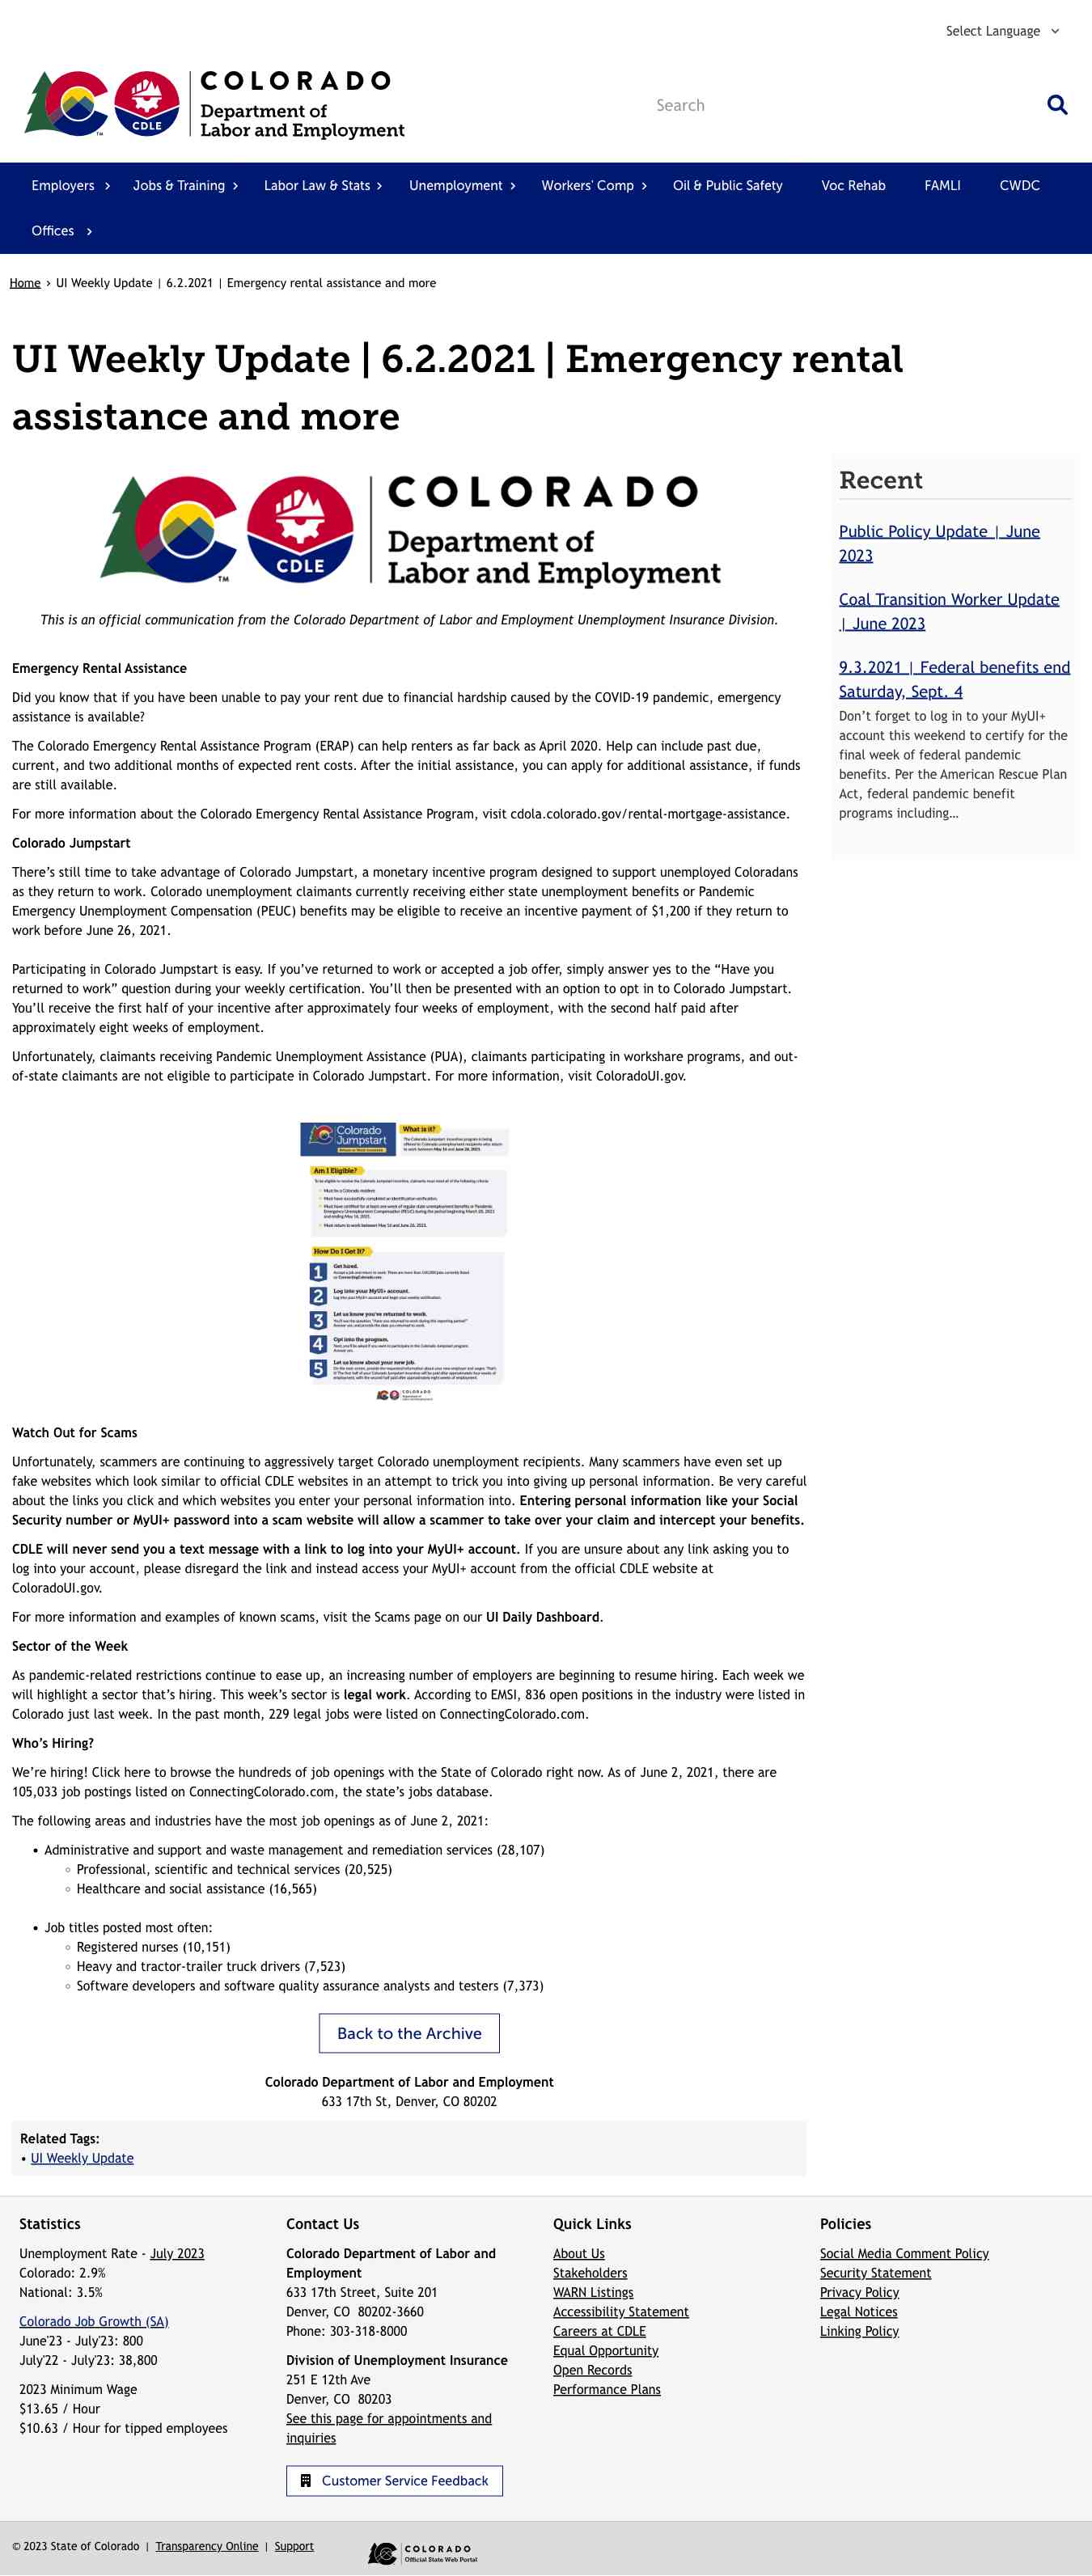 Select Language
COLORADO
Department of
Labor and Employment
CDLE
TM
Search
Employers
Jobs & Training
Labor Law & Stats
Unemployment
Workers' Comp
Oil & Public Safety
Voc Rehab
FAMLI
CWDC
Offices
Home › UI Weekly Update | 6.2.2021 | Emergency rental assistance and more
UI Weekly Update | 6.2.2021 | Emergency rental
assistance and more
COLORADO
Department of
Labor and Employment
CDLE
TM
This is an official communication from the Colorado Department of Labor and Employment Unemployment Insurance Division.
Emergency Rental Assistance
Did you know that if you have been unable to pay your rent due to financial hardship caused by the COVID-19 pandemic, emergency
assistance is available?
The Colorado Emergency Rental Assistance Program (ERAP) can help renters as far back as April 2020. Help can include past due,
current, and two additional months of expected rent costs. After the initial assistance, you can apply for additional assistance, if funds
are still available.
For more information about the Colorado Emergency Rental Assistance Program, visit cdola.colorado.gov/rental-mortgage-assistance.
Colorado Jumpstart
There’s still time to take advantage of Colorado Jumpstart, a monetary incentive program designed to support unemployed Coloradans
as they return to work. Colorado unemployment claimants currently receiving either state unemployment benefits or Pandemic
Emergency Unemployment Compensation (PEUC) benefits may be eligible to receive an incentive payment of $1,200 if they return to
work before June 26, 2021.
Participating in Colorado Jumpstart is easy. If you’ve returned to work or accepted a job offer, simply answer yes to the “Have you
returned to work” question during your weekly certification. You’ll then be presented with an option to opt in to Colorado Jumpstart.
You’ll receive the first half of your incentive after approximately four weeks of employment, with the second half paid after
approximately eight weeks of employment.
Unfortunately, claimants receiving Pandemic Unemployment Assistance (PUA), claimants participating in workshare programs, and out-
of-state claimants are not eligible to participate in Colorado Jumpstart. For more information, visit ColoradoUI.gov.
Colorado
Jumpstart
What is it?
Am I Eligible?
How Do I Get It?
1 Get hired.
2 Log into your MyUI+ account.
3 Let us know you've returned to work.
4 Opt into the program.
5 Let us know about your new job.
Watch Out for Scams
Unfortunately, scammers are continuing to aggressively target Colorado unemployment recipients. Many scammers have even set up
fake websites which look similar to official CDLE websites in an attempt to trick you into giving up personal information. Be very careful
about the links you click and which websites you enter your personal information into. Entering personal information like your Social
Security number or MyUI+ password into a scam website will allow a scammer to take over your claim and intercept your benefits.
CDLE will never send you a text message with a link to log into your MyUI+ account. If you are unsure about any link asking you to
log into your account, please disregard the link and instead access your MyUI+ account from the official CDLE website at
ColoradoUI.gov.
For more information and examples of known scams, visit the Scams page on our UI Daily Dashboard.
Sector of the Week
As pandemic-related restrictions continue to ease up, an increasing number of employers are beginning to resume hiring. Each week we
will highlight a sector that’s hiring. This week’s sector is legal work. According to EMSI, 836 open positions in the industry were listed in
Colorado just last week. In the past month, 229 legal jobs were listed on ConnectingColorado.com.
Who’s Hiring?
We’re hiring! Click here to browse the hundreds of job openings with the State of Colorado right now. As of June 2, 2021, there are
105,033 job postings listed on ConnectingColorado.com, the state’s jobs database.
The following areas and industries have the most job openings as of June 2, 2021:
• Administrative and support and waste management and remediation services (28,107)
◦ Professional, scientific and technical services (20,525)
◦ Healthcare and social assistance (16,565)
• Job titles posted most often:
◦ Registered nurses (10,151)
◦ Heavy and tractor-trailer truck drivers (7,523)
◦ Software developers and software quality assurance analysts and testers (7,373)
Back to the Archive
Colorado Department of Labor and Employment
633 17th St, Denver, CO 80202
Related Tags:
• UI Weekly Update
Recent
Public Policy Update | June
2023
Coal Transition Worker Update
| June 2023
9.3.2021 | Federal benefits end
Saturday, Sept. 4
Don’t forget to log in to your MyUI+
account this weekend to certify for the
final week of federal pandemic
benefits. Per the American Rescue Plan
Act, federal pandemic benefit
programs including…
Statistics
Unemployment Rate - July 2023
Colorado: 2.9%
National: 3.5%
Colorado Job Growth (SA)
June'23 - July'23: 800
July'22 - July'23: 38,800
2023 Minimum Wage
$13.65 / Hour
$10.63 / Hour for tipped employees
Contact Us
Colorado Department of Labor and
Employment
633 17th Street, Suite 201
Denver, CO 80202-3660
Phone: 303-318-8000
Division of Unemployment Insurance
251 E 12th Ave
Denver, CO 80203
See this page for appointments and
inquiries
Customer Service Feedback
Quick Links
About Us
Stakeholders
WARN Listings
Accessibility Statement
Careers at CDLE
Equal Opportunity
Open Records
Performance Plans
Policies
Social Media Comment Policy
Security Statement
Privacy Policy
Legal Notices
Linking Policy
© 2023 State of Colorado | Transparency Online | Support
COLORADO
Official State Web Portal